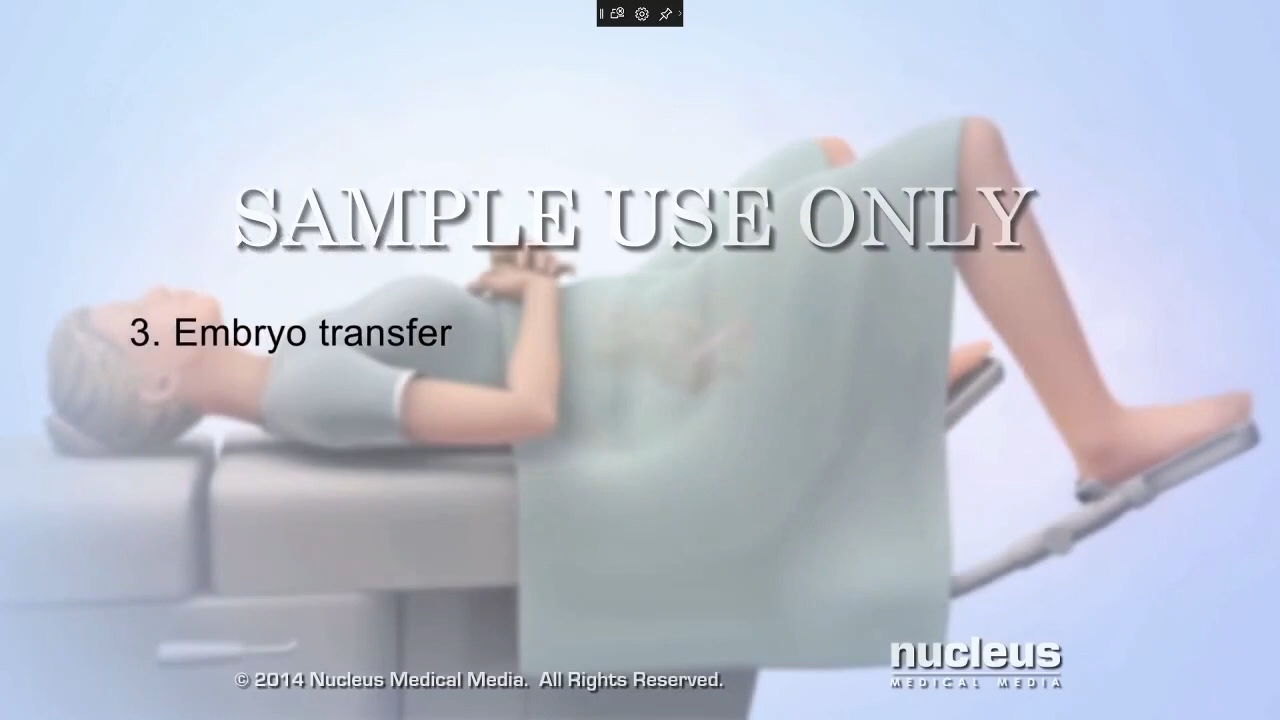 SAMPLE USE ONLY
3. Embryo transfer
nucleus
MEDICAL MEDIA
© 2014 Nucleus Medical Media. All Rights Reserved.